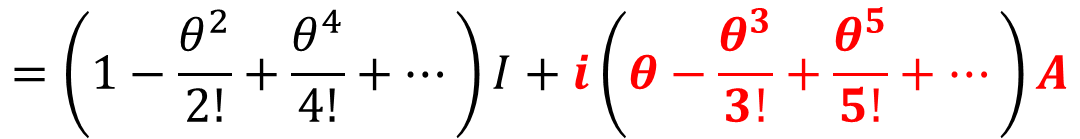 = (1 − θ²/2! + θ⁴/4! + ⋯) I + i (θ − θ³/3! + θ⁵/5! + ⋯) A